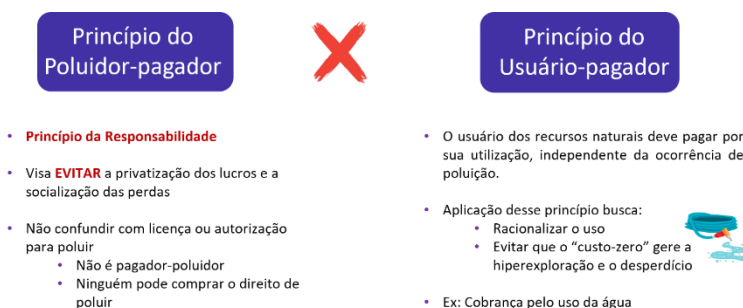 Princípio do
Poluidor-pagador
• Princípio da Responsabilidade
• Visa EVITAR a privatização dos lucros e a
socialização das perdas
• Não confundir com licença ou autorização
para poluir
• Não é pagador-poluidor
• Ninguém pode comprar o direito de
poluir
Princípio do
Usuário-pagador
• O usuário dos recursos naturais deve pagar por
sua utilização, independente da ocorrência de
poluição.
• Aplicação desse princípio busca:
• Racionalizar o uso
• Evitar que o “custo-zero” gere a
hiperexploração e o desperdício
• Ex: Cobrança pelo uso da água